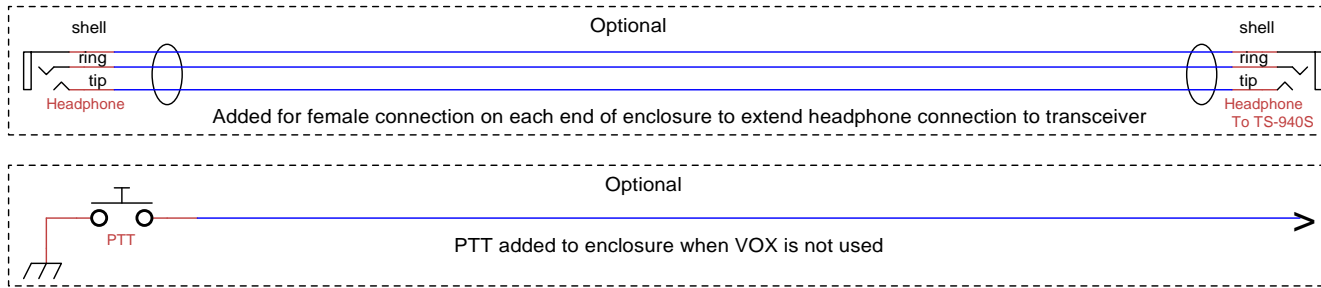 Optional
shell
shell
ring
ring
tip
tip
Headphone
Headphone
To TS-940S
Added for female connection on each end of enclosure to extend headphone connection to transceiver
Optional
PTT
PTT added to enclosure when VOX is not used